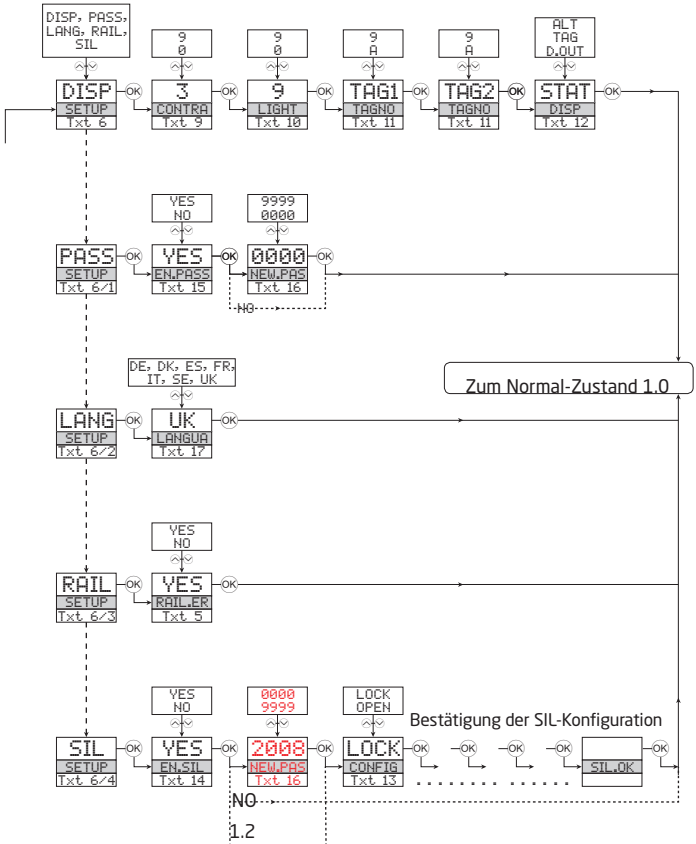 DISP, PASS,
LANG, RAIL,
SIL
9
0
9
0
9
A
9
A
ALT
TAG
D.OUT
DISP
OK
3
OK
9
OK
TAG1
OK
TAG2
OK
STAT
OK
SETUP
CONTRA
LIGHT
TAGNO
TAGNO
DISP
Txt 6
Txt 9
Txt 10
Txt 11
Txt 11
Txt 12
YES
NO
9999
0000
PASS
OK
YES
OK
0000
OK
SETUP
EN.PASS
NEW.PAS
Txt 6/1
Txt 15
Txt 16
NO
DE, DK, ES, FR,
IT, SE, UK
Zum Normal-Zustand 1.0
LANG
OK
UK
OK
SETUP
LANGUA
Txt 6/2
Txt 17
YES
NO
RAIL
OK
YES
OK
SETUP
RAIL.ER
Txt 6/3
Txt 5
YES
NO
0000
9999
LOCK
OPEN
Bestätigung der SIL-Konfiguration
SIL
OK
YES
OK
2008
OK
LOCK
OK
OK
OK
OK
OK
SETUP
EN.SIL
NEW.PAS
CONFIG
SIL.OK
Txt 6/4
Txt 14
Txt 16
Txt 13
NO
1.2